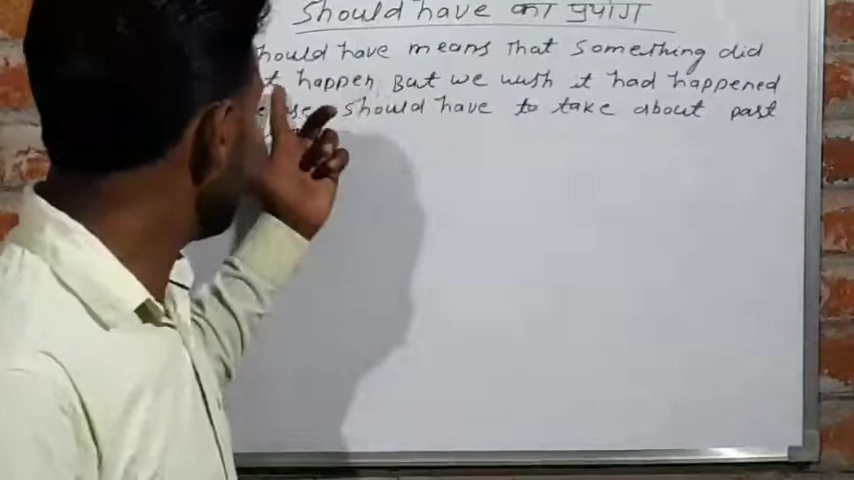 Should have का प्रयोग
should have means that something did
happen but we wish it had happened
should have to take about past